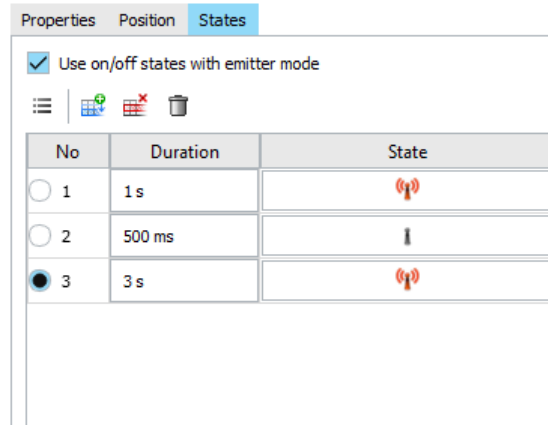 Properties Position States
Use on/off states with emitter mode
No Duration State
1 1 s
2 500 ms
3 3 s